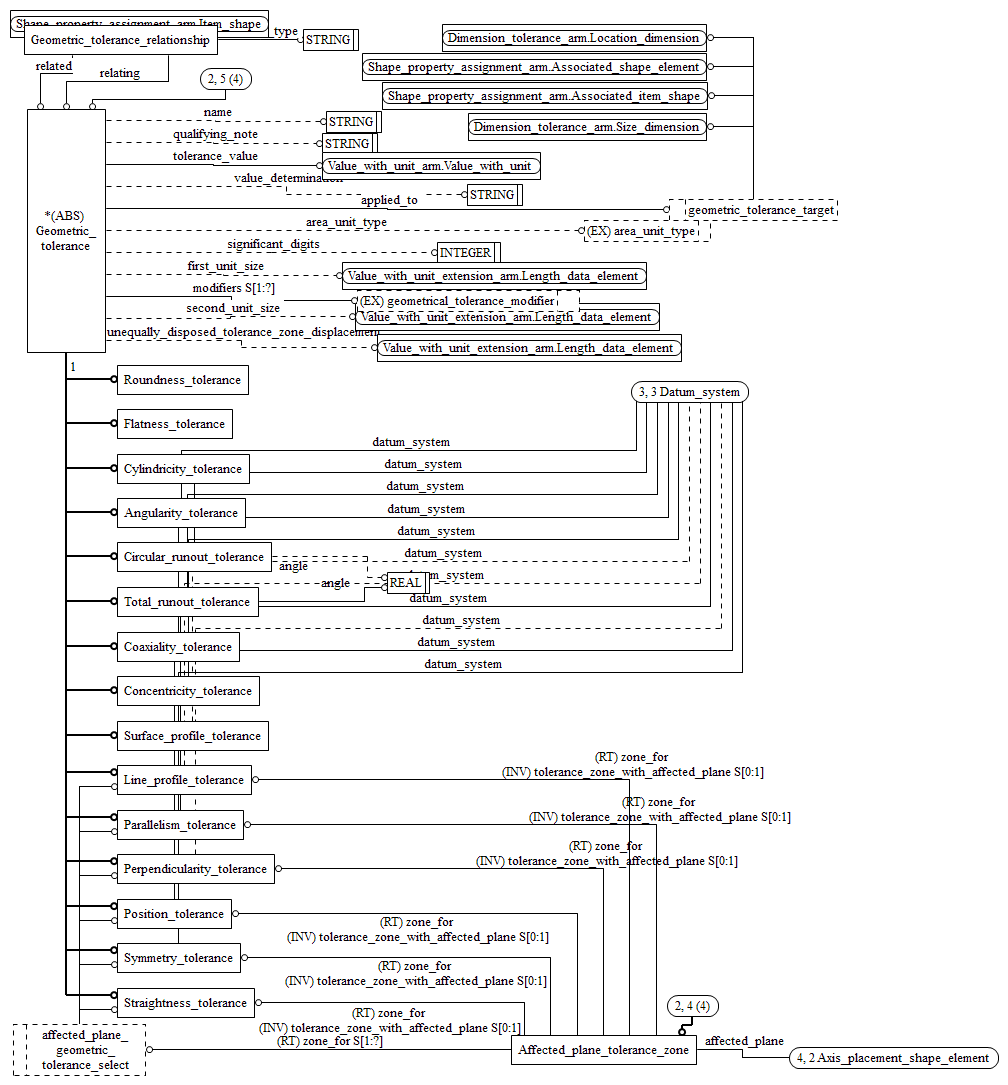 Shape_property_assignment_arm.Item_shape
Geometric_tolerance_relationship
type
STRING
Dimension_tolerance_arm.Location_dimension
related
relating
2, 5 (4)
Shape_property_assignment_arm.Associated_shape_element
Shape_property_assignment_arm.Associated_item_shape
name
STRING
Dimension_tolerance_arm.Size_dimension
qualifying_note
STRING
tolerance_value
Value_with_unit_arm.Value_with_unit
value_determination
STRING
applied_to
geometric_tolerance_target
*(ABS)
Geometric_
tolerance
area_unit_type
(EX) area_unit_type
significant_digits
INTEGER
first_unit_size
Value_with_unit_extension_arm.Length_data_element
modifiers S[1:?]
(EX) geometrical_tolerance_modifier
second_unit_size
Value_with_unit_extension_arm.Length_data_element
unequally_disposed_tolerance_zone_displacement
Value_with_unit_extension_arm.Length_data_element
1
Roundness_tolerance
3, 3 Datum_system
Flatness_tolerance
datum_system
Cylindricity_tolerance
datum_system
datum_system
Angularity_tolerance
datum_system
datum_system
Circular_runout_tolerance
datum_system
angle
angle
REAL
datum_system
Total_runout_tolerance
datum_system
datum_system
Coaxiality_tolerance
datum_system
datum_system
Concentricity_tolerance
Surface_profile_tolerance
(RT) zone_for
(INV) tolerance_zone_with_affected_plane S[0:1]
Line_profile_tolerance
(RT) zone_for
(INV) tolerance_zone_with_affected_plane S[0:1]
Parallelism_tolerance
(RT) zone_for
(INV) tolerance_zone_with_affected_plane S[0:1]
Perpendicularity_tolerance
Position_tolerance
(RT) zone_for
(INV) tolerance_zone_with_affected_plane S[0:1]
Symmetry_tolerance
(RT) zone_for
(INV) tolerance_zone_with_affected_plane S[0:1]
Straightness_tolerance
2, 4 (4)
(RT) zone_for
(INV) tolerance_zone_with_affected_plane S[0:1]
(RT) zone_for S[1:?]
affected_plane_
geometric_
tolerance_select
Affected_plane_tolerance_zone
affected_plane
4, 2 Axis_placement_shape_element